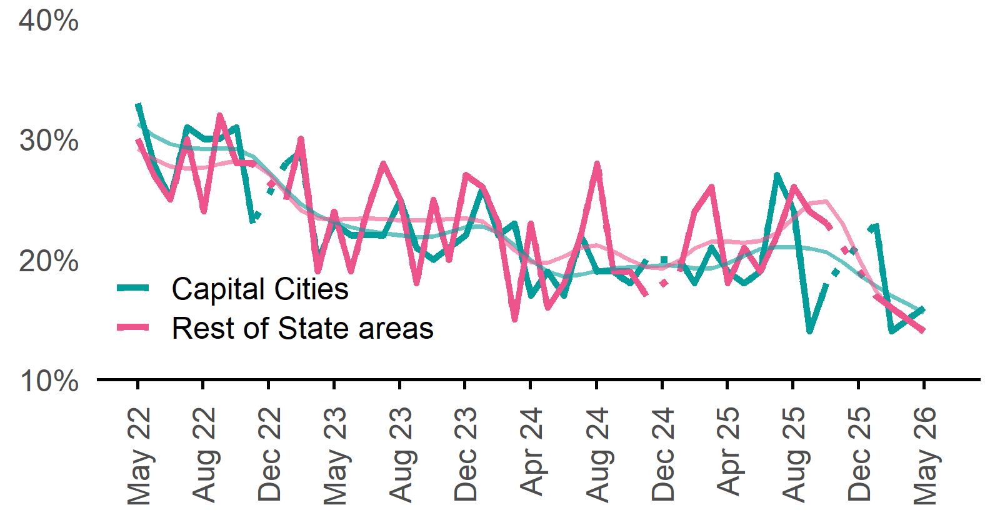 40%
30%
20%
10%
Capital Cities
Rest of State areas
May 22
Aug 22
Dec 22
May 23
Aug 23
Dec 23
Apr 24
Aug 24
Dec 24
Apr 25
Aug 25
Dec 25
May 26